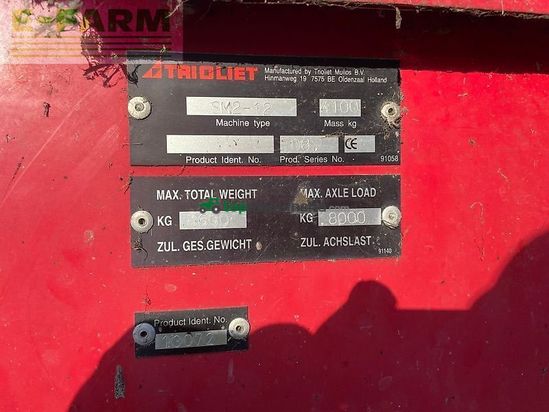 E-FARM
TRIOLIET
Manufactured by Trioliet Mullos B.V.
Hinmanweg 19 7575 BE Oldenzaal Holland
SM2-12 4100
Machine type Mass kg
CE
Product Ident. No. Prod. Series No. 91058
MAX. TOTAL WEIGHT MAX. AXLE LOAD
KG KG 8000
ZUL. GES.GEWICHT ZUL. ACHSLAST
91140
Product Ident. No.